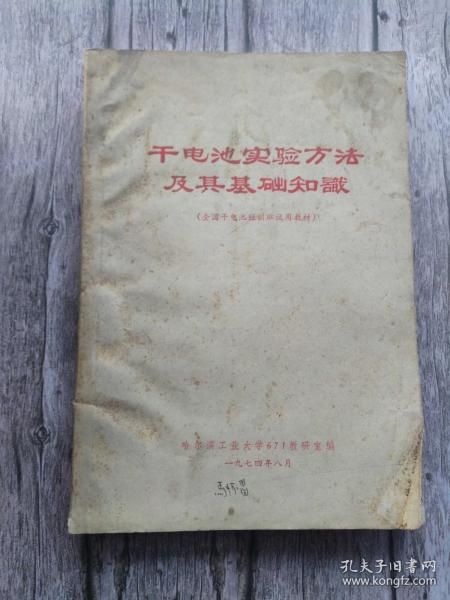 干电池实验方法
及其基础知識
(全国干电池短训班试用教材)
哈尔滨工业大学671教研室编
一九七四年八月
孔夫子旧书网
www.kongfz.com